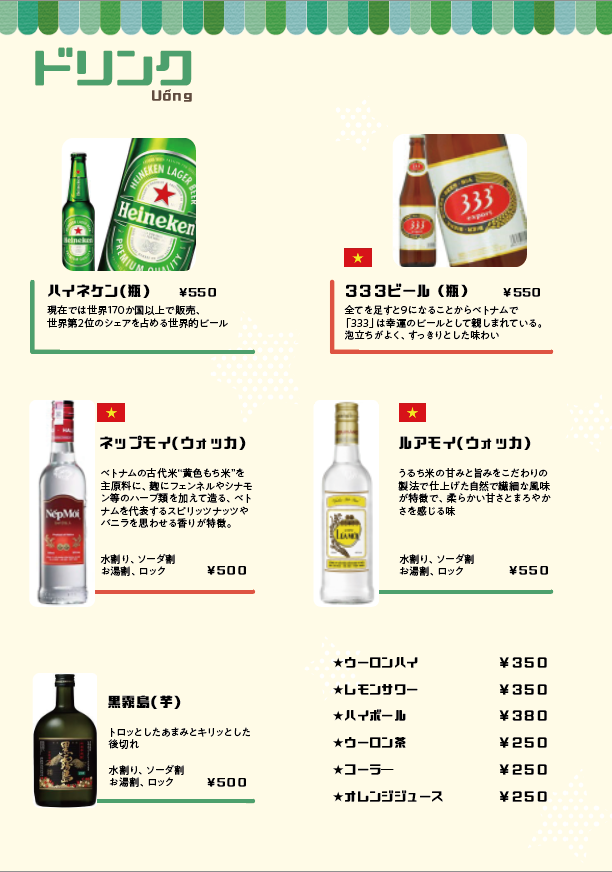 ドリンク
Uống
HEINEKEN LAGER BEER
Heineken
PREMIUM QUALITY
Heineken
333
export
333
ハイネケン(瓶) ¥550
現在では世界170か国以上で販売、
世界第2位のシェアを占める世界的ビール
333ビール(瓶) ¥550
全てを足すと9になることからベトナムで
「333」は幸運のビールとして親しまれている。
泡立ちがよく、すっきりとした味わい
ネップモイ(ウォッカ)
ベトナムの古代米"黄色もち米"を
主原料に、麹にフェンネルやシナモ
ン等のハーブ類を加えて造る、ベト
ナムを代表するスピリッツナッツや
バニラを思わせる香りが特徴。
水割り、ソーダ割
お湯割、ロック ¥500
NếpMới
ルアモイ(ウォッカ)
うるち米の甘みと旨みをこだわりの
製法で仕上げた自然で繊細な風味
が特徴で、柔らかい甘さとまろやか
さを感じる味
水割り、ソーダ割
お湯割、ロック ¥550
LUAMOI
黒霧島(芋)
トロッとしたあまみとキリッとした
後切れ
水割り、ソーダ割
お湯割、ロック ¥500
黒霧島
★ウーロンハイ ¥350
★レモンサワー ¥350
★ハイボール ¥380
★ウーロン茶 ¥250
★コーラ― ¥250
★オレンジジュース ¥250